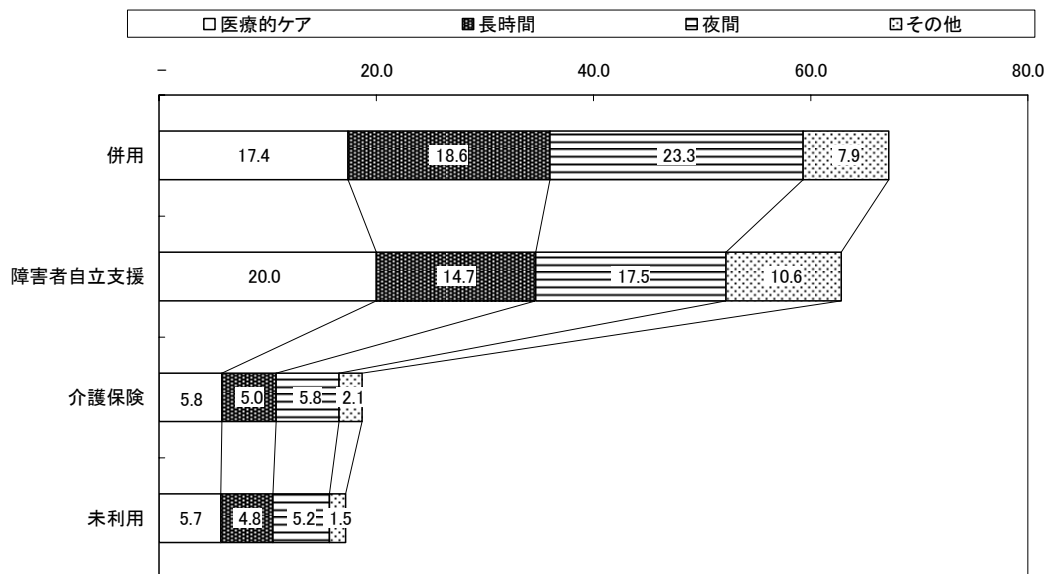 □医療的ケア ■長時間 目夜間 その他
- 20.0 40.0 60.0 80.0
併用 17.4 18.6 23.3 7.9
障害者自立支援 20.0 14.7 17.5 10.6
介護保険 5.8 5.0 5.8 2.1
未利用 5.7 4.8 5.2 1.5